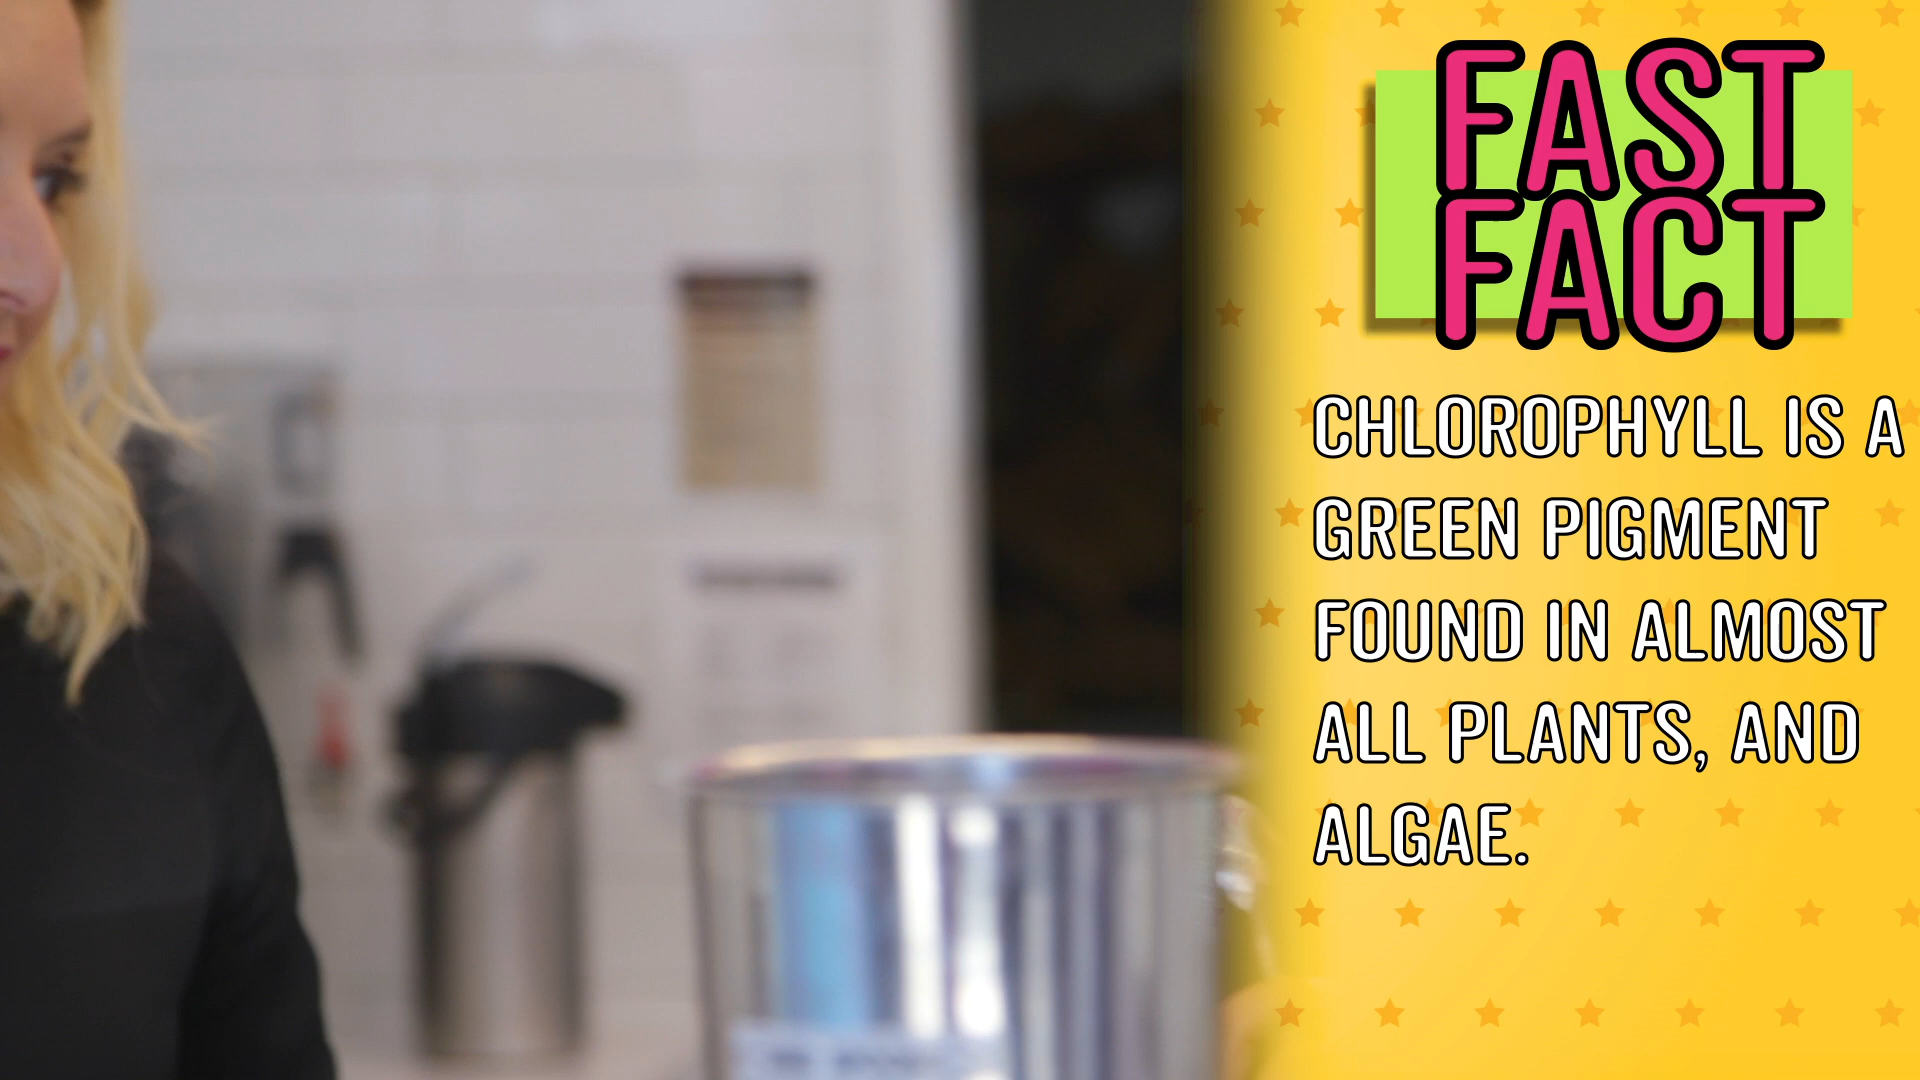 FAST
FACT
CHLOROPHYLL IS A
GREEN PIGMENT
FOUND IN ALMOST
ALL PLANTS, AND
ALGAE.